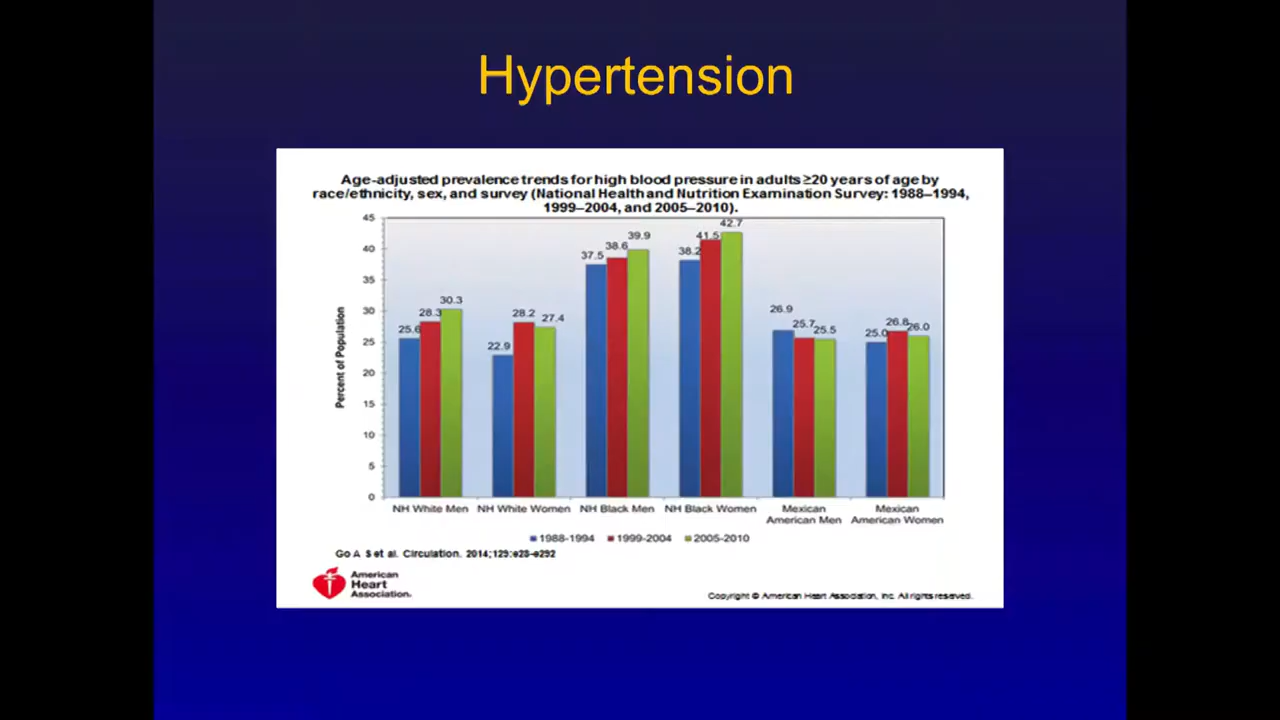 Hypertension
Age-adjusted prevalence trends for high blood pressure in adults ≥20 years of age by
race/ethnicity, sex, and survey (National Health and Nutrition Examination Survey: 1988–1994,
1999–2004, and 2005–2010).
Percent of Population
45
40
35
30
25
20
15
10
5
0
25.6 28.3 30.3
22.9 28.2 27.4
37.5 38.6 39.9
38.2 41.5 42.7
26.9 25.7 25.5
25.0 26.8 26.0
NH White Men NH White Women NH Black Men NH Black Women Mexican American Men Mexican American Women
1988-1994 1999-2004 2005-2010
Go A S et al. Circulation. 2014;129:e28-e292
American
Heart
Association®
Copyright © American Heart Association, Inc. All rights reserved.